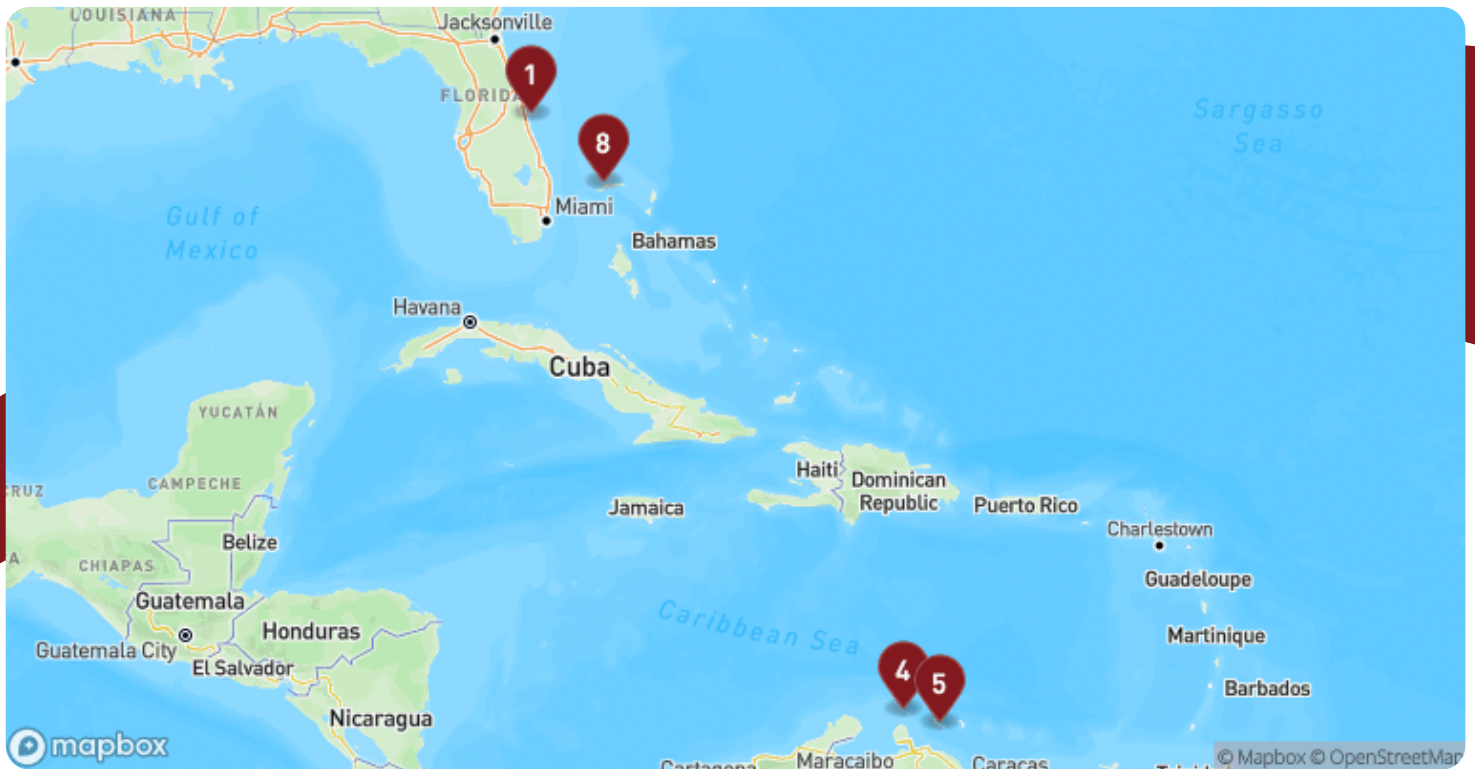 LOUISIANA
Jacksonville
1
FLORIDA
Sargasso
Sea
8
Miami
Gulf of
Mexico
Bahamas
Havana
Cuba
YUCATÁN
Haiti
Dominican
Republic
CAMPECHE
CRUZ
Jamaica
Puerto Rico
Charlestown
Belize
CHIAPAS
Guadeloupe
Guatemala
Caribbean Sea
Honduras
Martinique
Guatemala City
El Salvador
4
5
Barbados
Nicaragua
mapbox
Maracaibo
Caracas
© Mapbox © OpenStreetMap